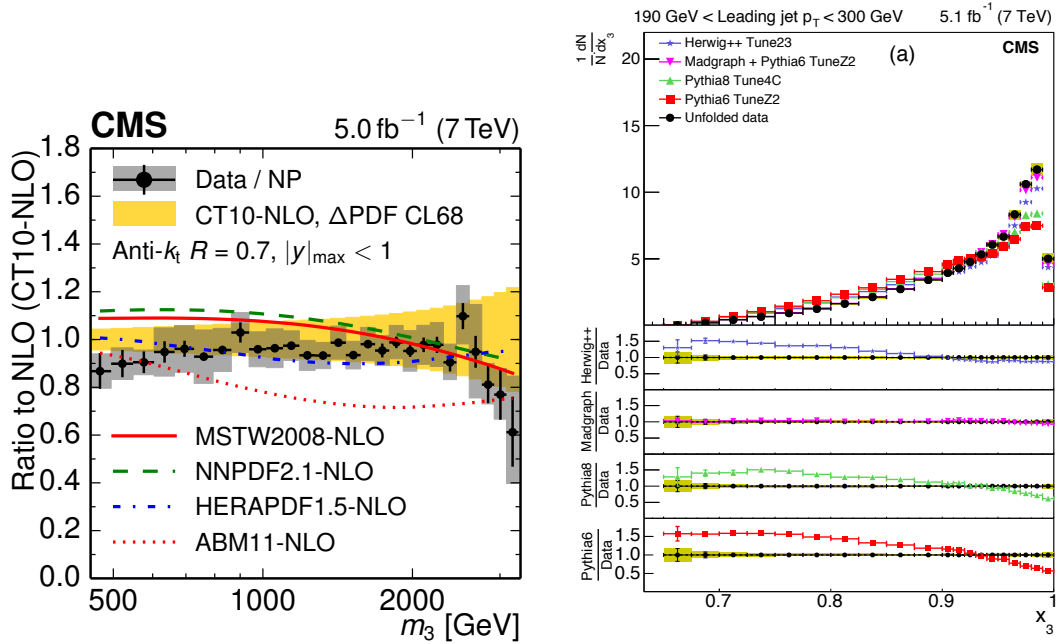 CMS 5.0 fb⁻¹ (7 TeV)
Ratio to NLO (CT10-NLO)
1.8
1.6
1.4
1.2
1.0
0.8
0.6
0.4
0.2
0.0
Data / NP
CT10-NLO, ΔPDF CL68
Anti-kₜ R = 0.7, |y|max < 1
MSTW2008-NLO
NNPDF2.1-NLO
HERAPDF1.5-NLO
ABM11-NLO
500 1000 2000
m₃ [GeV]
190 GeV < Leading jet p_T < 300 GeV 5.1 fb⁻¹ (7 TeV)
1 dN
N dx₃
20
15
10
5
Herwig++ Tune23
Madgraph + Pythia6 TuneZ2
Pythia8 Tune4C
Pythia6 TuneZ2
Unfolded data
(a)
CMS
Herwig++
Data
1.5
1.0
0.5
Madgraph
Data
1.5
1.0
0.5
Pythia8
Data
1.5
1.0
0.5
Pythia6
Data
1.5
1.0
0.5
0.7 0.8 0.9 1
x₃